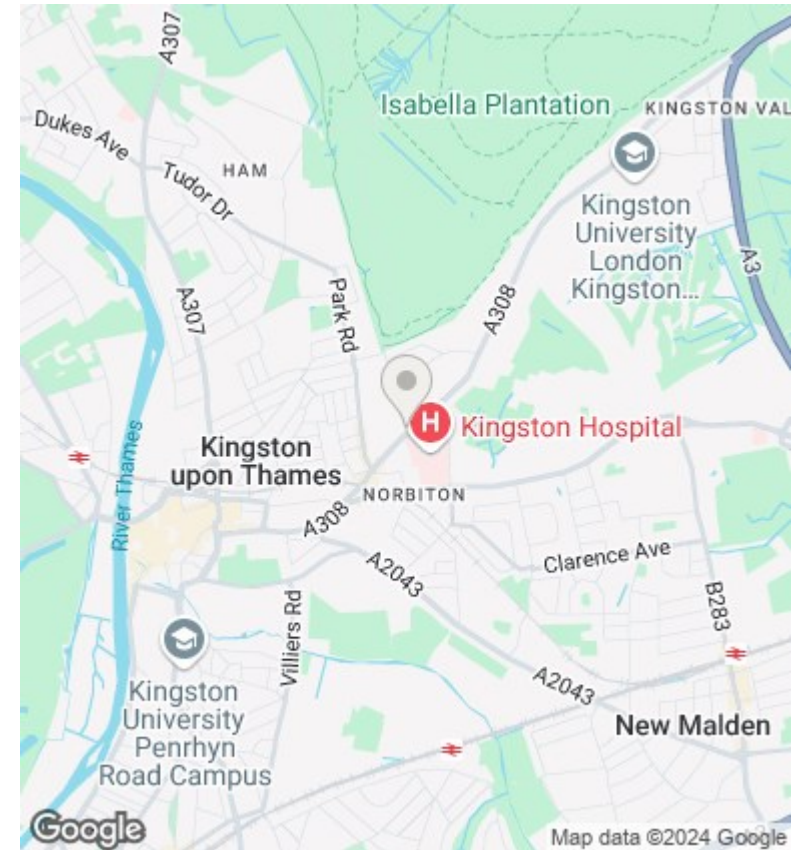 A307
Dukes Ave
HAM
Tudor Dr
Isabella Plantation
KINGSTON VAL
Kingston
University
London
Kingston...
A3
A307
Park Rd
A308
H
Kingston Hospital
Kingston
upon Thames
River Thames
NORBITON
A308
Clarence Ave
A2043
B283
Villiers Rd
Kingston
University
Penrhyn
Road Campus
A2043
New Malden
Google
Map data ©2024 Google